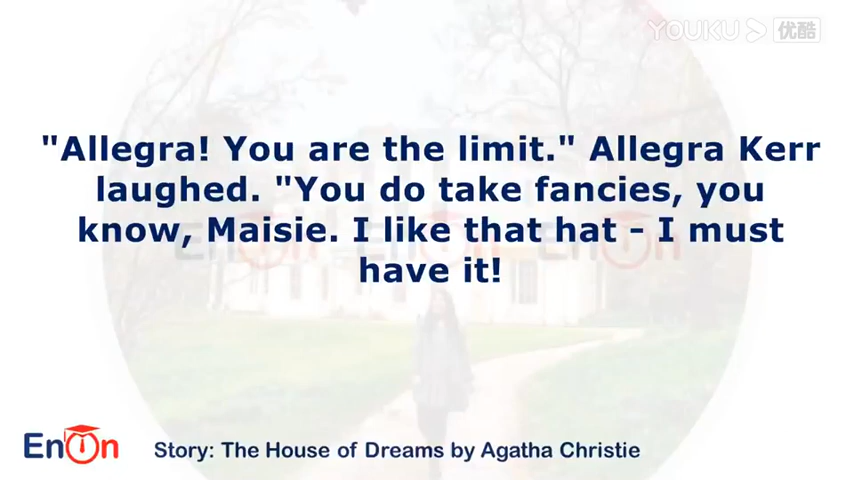 YOUKU 优酷
"Allegra! You are the limit." Allegra Kerr
laughed. "You do take fancies, you
know, Maisie. I like that hat - I must
have it!
EnOn
Story: The House of Dreams by Agatha Christie